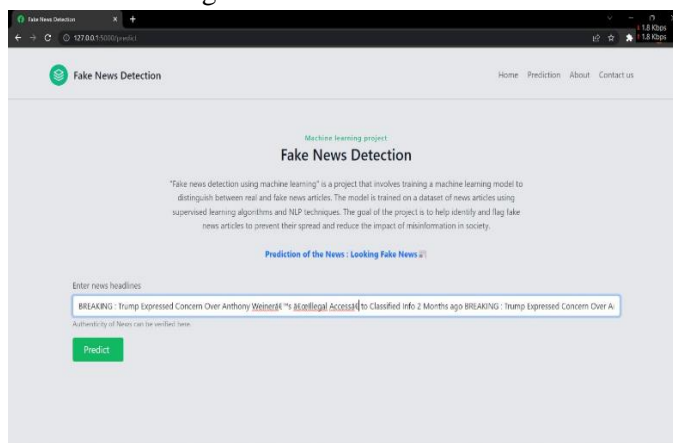 Fake News Detection
1.8 Kbps
127.0.0.1:5000/predict
1.8 Kbps
Fake News Detection
Home Prediction About Contact us
Machine learning project
Fake News Detection
"Fake news detection using machine learning" is a project that involves training a machine learning model to
distinguish between real and fake news articles. The model is trained on a dataset of news articles using
supervised learning algorithms and NLP techniques. The goal of the project is to help identify and flag fake
news articles to prevent their spread and reduce the impact of misinformation in society.
Prediction of the News : Looking Fake News
Enter news headlines
BREAKING : Trump Expressed Concern Over Anthony Weinerâ€™s â€œIllegal Accessâ€ to Classified Info 2 Months ago BREAKING : Trump Expressed Concern Over A
Authenticity of News can be verified here.
Predict